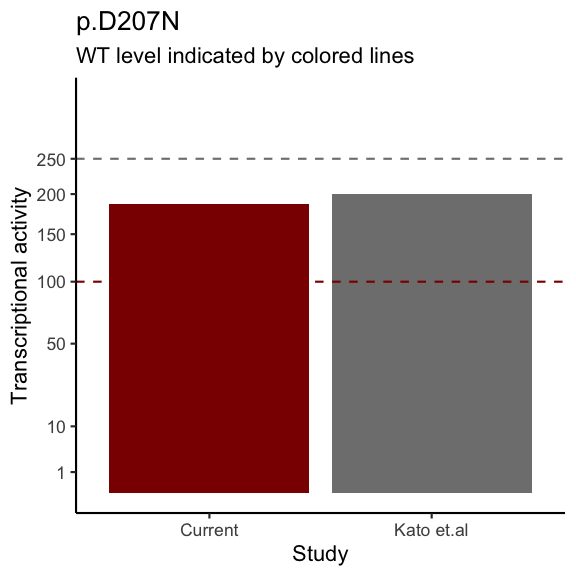 p.D207N
WT level indicated by colored lines
Transcriptional activity
250
200
150
100
50
10
1
Current
Kato et.al
Study